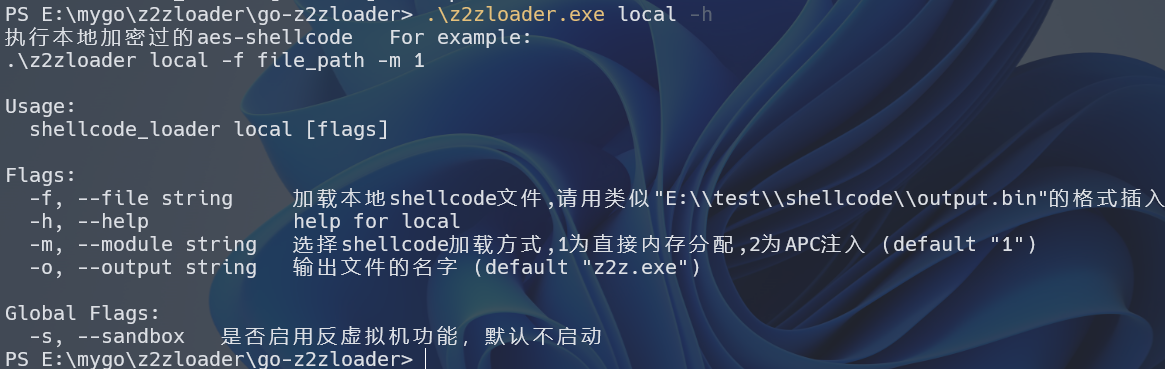 PS E:\mygo\z2zloader\go-z2zloader> .\z2zloader.exe local -h
执行本地加密过的aes-shellcode   For example:
.\z2zloader local -f file_path -m 1
Usage:
  shellcode_loader local [flags]
Flags:
  -f, --file string     加载本地shellcode文件,请用类似"E:\\test\\shellcode\\output.bin"的格式插入
  -h, --help            help for local
  -m, --module string   选择shellcode加载方式,1为直接内存分配,2为APC注入 (default "1")
  -o, --output string   输出文件的名字 (default "z2z.exe")
Global Flags:
  -s, --sandbox   是否启用反虚拟机功能, 默认不启动
PS E:\mygo\z2zloader\go-z2zloader>